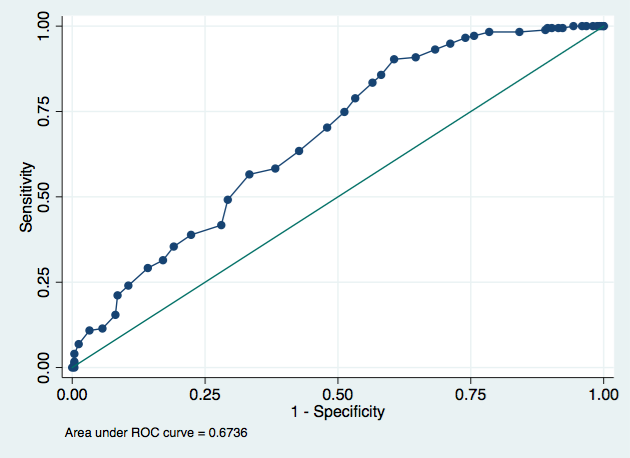 Sensitivity
1.00
0.75
0.50
0.25
0.00
0.00 0.25 0.50 0.75 1.00
1 - Specificity
Area under ROC curve = 0.6736